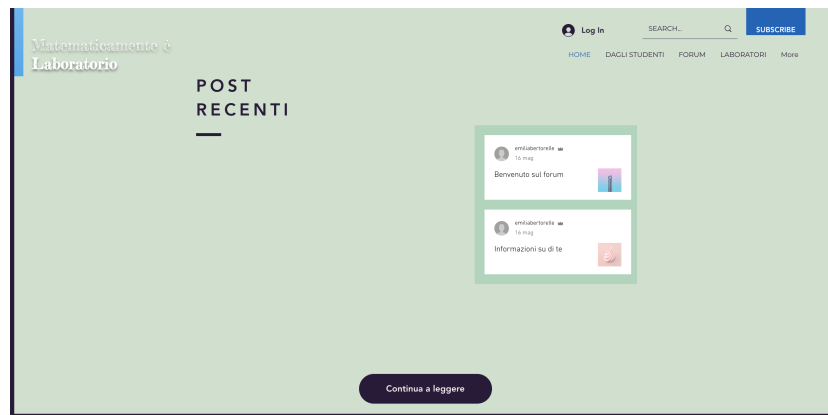 Log In
SEARCH...
SUBSCRIBE
Matematicamente è
Laboratorio
HOME DAGLI STUDENTI FORUM LABORATORI More
POST
RECENTI
emiliabertorelle
16 mag
Benvenuto sul forum
emiliabertorelle
16 mag
Informazioni su di te
Continua a leggere